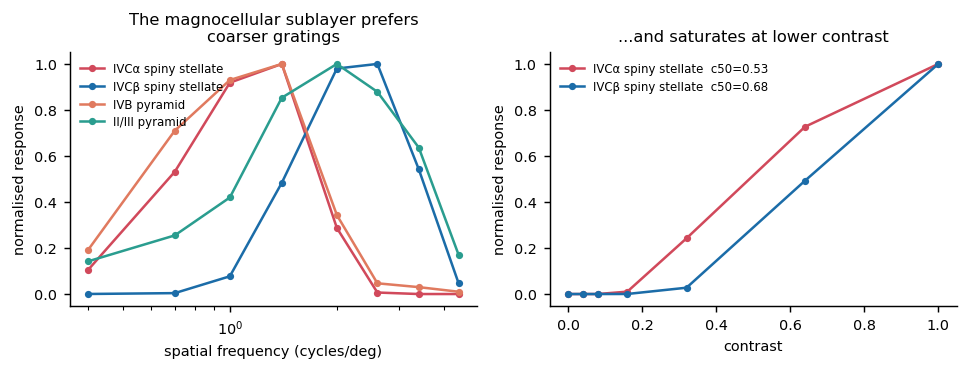 The magnocellular sublayer prefers
coarser gratings
normalised response
1.0
0.8
0.6
0.4
0.2
0.0
IVCα spiny stellate
IVCβ spiny stellate
IVB pyramid
II/III pyramid
10⁰
spatial frequency (cycles/deg)
...and saturates at lower contrast
normalised response
1.0
0.8
0.6
0.4
0.2
0.0
IVCα spiny stellate c50=0.53
IVCβ spiny stellate c50=0.68
0.0 0.2 0.4 0.6 0.8 1.0
contrast